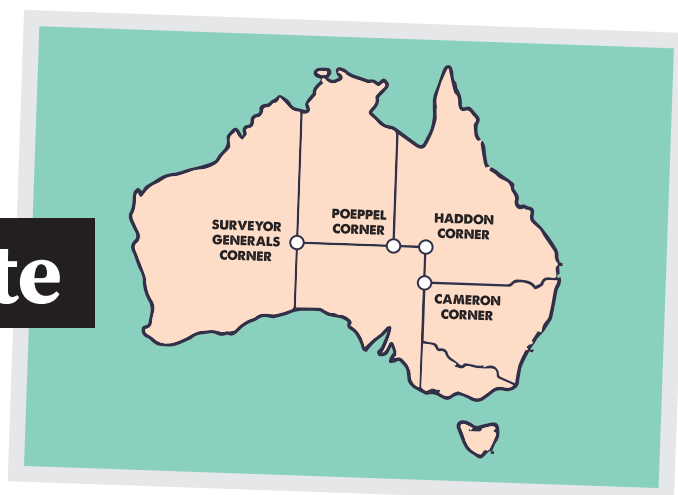 SURVEYOR
GENERALS
CORNER
POEPPEL
CORNER
HADDON
CORNER
te
CAMERON
CORNER